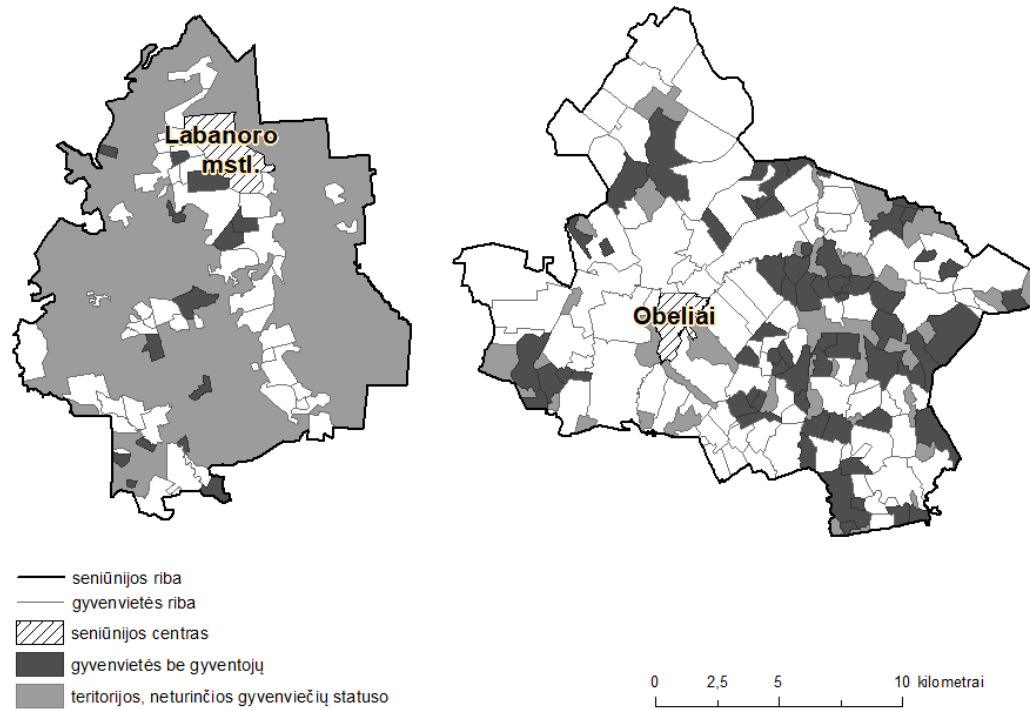 Labanoro
mstl.
Obeliai
seniūnijos riba
gyvenvietės riba
seniūnijos centras
gyvenvietės be gyventojų
teritorijos, neturinčios gyvenviečių statuso
0 2,5 5 10 kilometrai